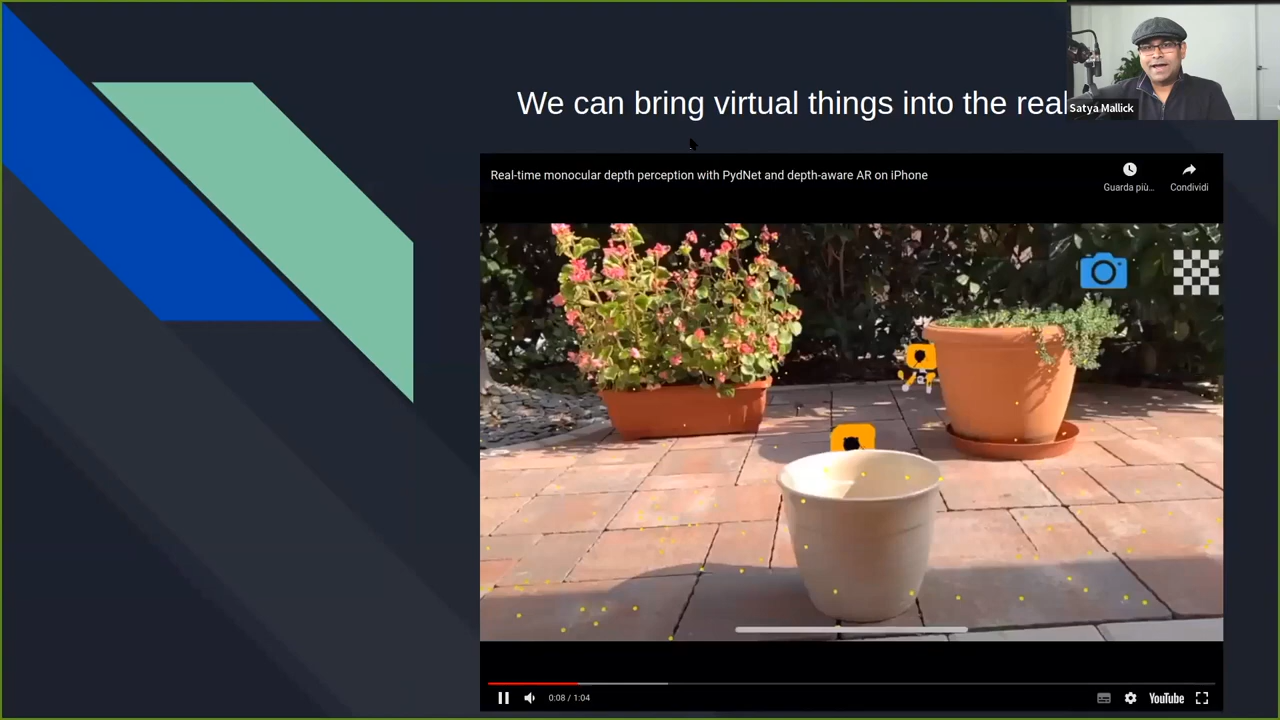 We can bring virtual things into the real
Satya Mallick
Real-time monocular depth perception with PydNet and depth-aware AR on iPhone
Guarda più...
Condividi
0:08 / 1:04
YouTube